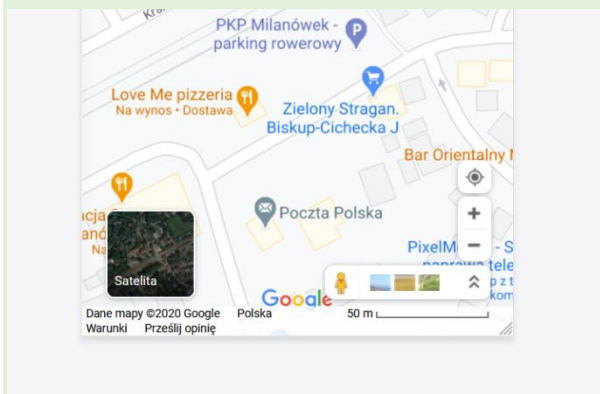 PKP Milanówek -
parking rowerowy
P
Love Me pizzeria
Na wynos • Dostawa
Zielony Stragan.
Biskup-Cichecka J
Bar Orientalny
Poczta Polska
Satelita
Google
50 m
Dane mapy ©2020 Google Polska
Warunki Prześlij opinię